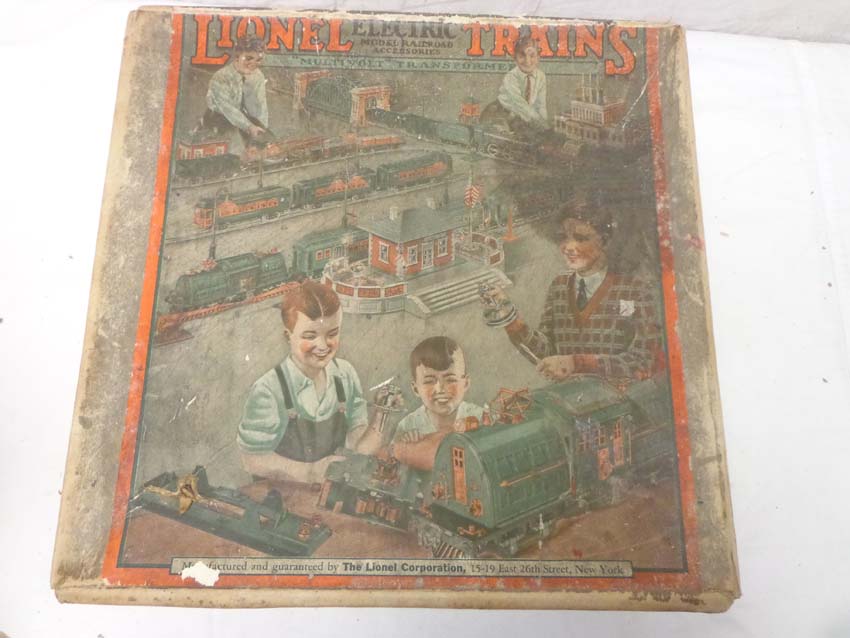 LIONEL ELECTRIC TRAINS
MODEL RAILROAD
ACCESSORIES
"MULTIVOLT" TRANSFORMER
Manufactured and guaranteed by The Lionel Corporation, 15-19 East 26th Street, New York